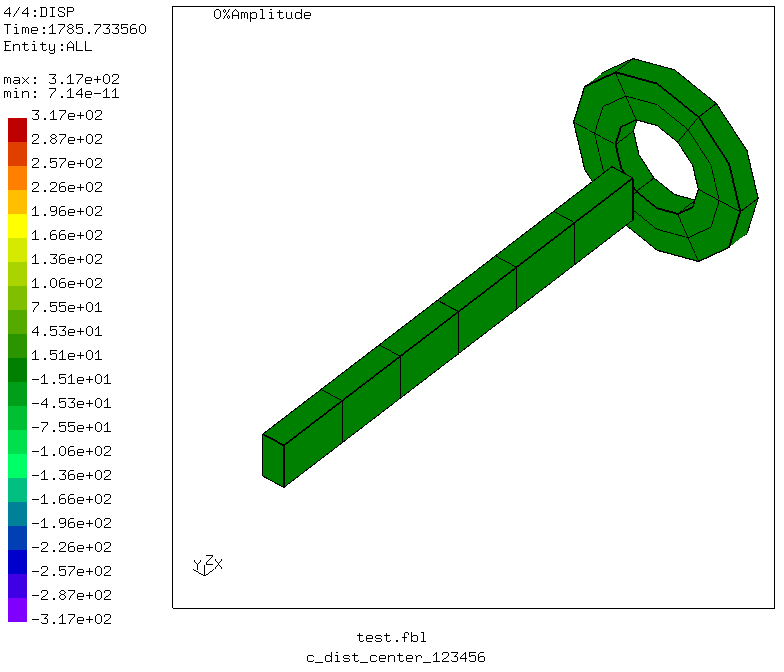 4/4:DISP
Time:1785.733560
Entity:ALL
max: 3.17e+02
min: 7.14e-11
3.17e+02
2.87e+02
2.57e+02
2.26e+02
1.96e+02
1.66e+02
1.36e+02
1.06e+02
7.55e+01
4.53e+01
1.51e+01
-1.51e+01
-4.53e+01
-7.55e+01
-1.06e+02
-1.36e+02
-1.66e+02
-1.96e+02
-2.26e+02
-2.57e+02
-2.87e+02
-3.17e+02
0%Amplitude
Y Z X
test.fbl
c_dist_center_123456